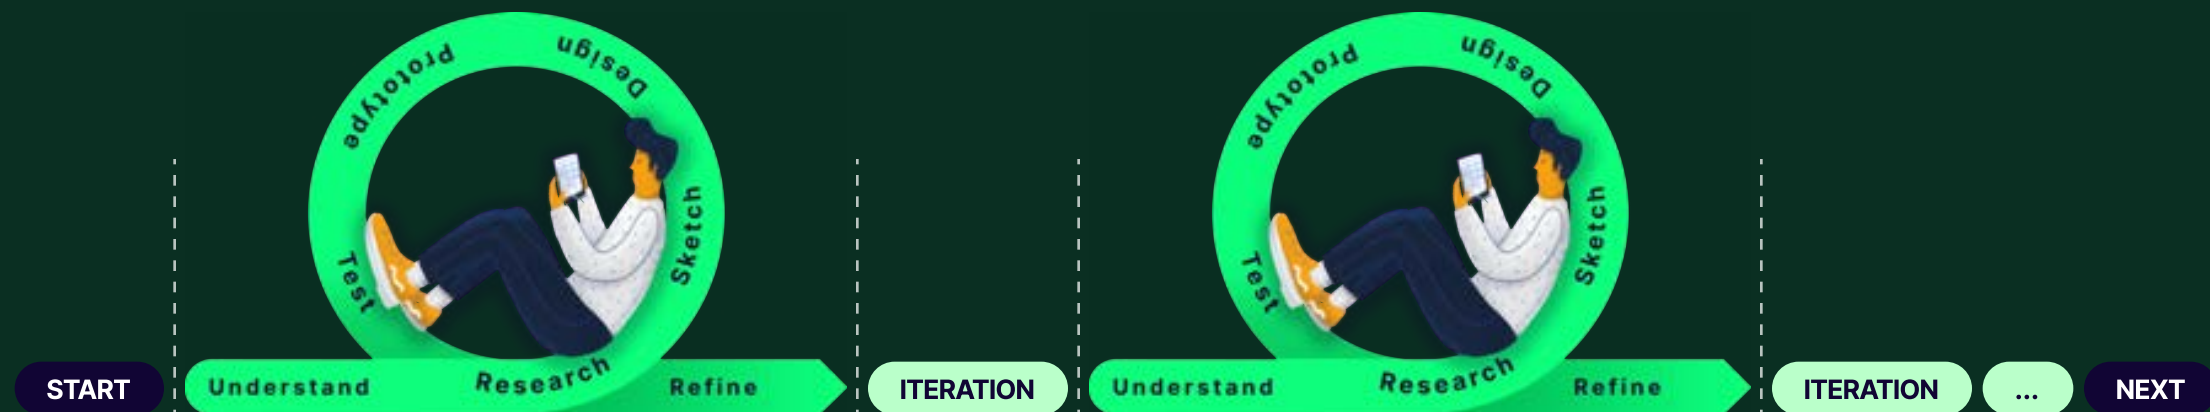 START
Understand
Research
Sketch
Design
Prototype
Test
Refine
ITERATION
Understand
Research
Sketch
Design
Prototype
Test
Refine
ITERATION
...
NEXT